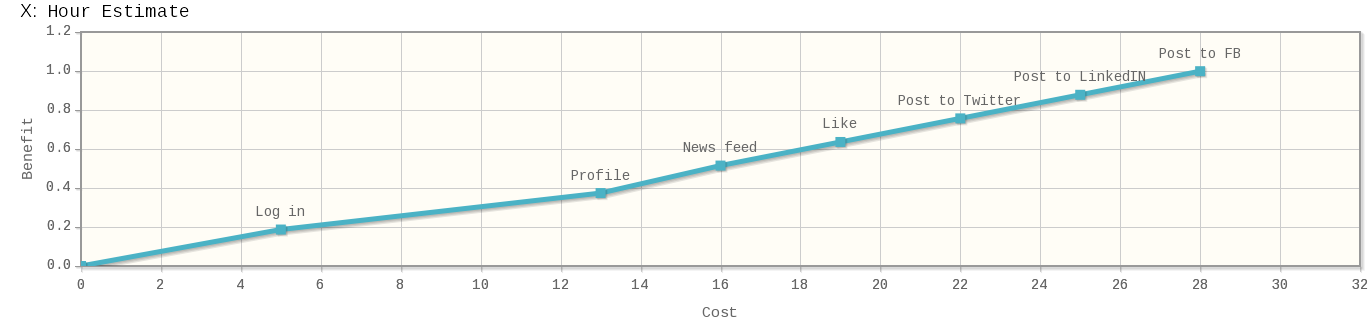 X: Hour Estimate
1.2
1.0
0.8
0.6
0.4
0.2
0.0
Benefit
Log in
Profile
News feed
Like
Post to Twitter
Post to LinkedIN
Post to FB
0 2 4 6 8 10 12 14 16 18 20 22 24 26 28 30 32
Cost